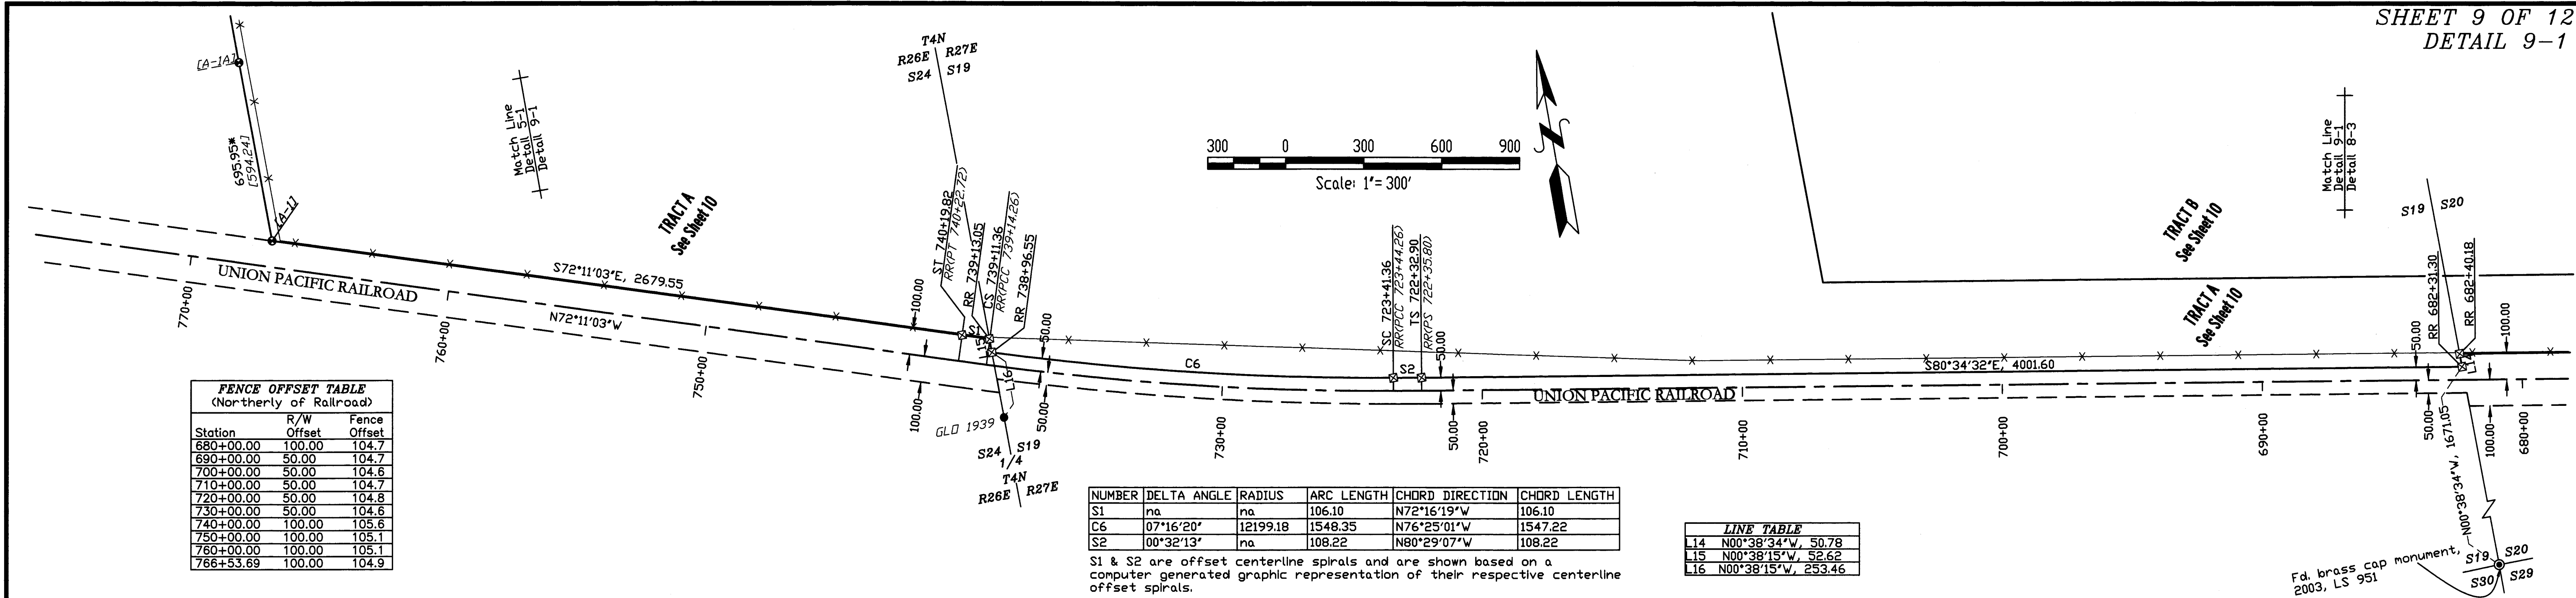 SHEET 9 OF 12
DETAIL 9-1
[A-1A]
695.95*
[594.24]
[A-1]
Match Line
Detail 5-1
Detail 9-1
TRACT A
See Sheet 10
T4N
R26E R27E
S24 S19
300 0 300 600 900
Scale: 1"=300'
N
TRACT B
See Sheet 10
TRACT A
See Sheet 10
Match Line
Detail 9-1
Detail 8-3
S19 S20
UNION PACIFIC RAILROAD
S72°11'03"E, 2679.55
N72°11'03"W
770+00
760+00
750+00
100.00
ST 740+19.82
RR(PT 740+22.72)
RR 739+13.05
CS 739+11.36
RR(PCC 739+14.26)
RR 738+96.55
S1
L15
L16
50.00
100.00
50.00
C6
730+00
SC 723+41.36
RR(PCC 723+44.26)
TS 722+32.90
RR(PS 722+35.80)
S2
50.00
50.00
720+00
UNION PACIFIC RAILROAD
710+00
S80°34'32"E, 4001.60
700+00
690+00
50.00
RR 682+31.30
RR 682+40.18
100.00
L14
50.00
100.00
680+00
N00°38'34"W, 1671.05
GLO 1939
S24 S19
1/4
T4N
R26E R27E
FENCE OFFSET TABLE
(Northerly of Railroad)
Station R/W Offset Fence Offset
680+00.00 100.00 104.7
690+00.00 50.00 104.7
700+00.00 50.00 104.6
710+00.00 50.00 104.7
720+00.00 50.00 104.8
730+00.00 50.00 104.6
740+00.00 100.00 105.6
750+00.00 100.00 105.1
760+00.00 100.00 105.1
766+53.69 100.00 104.9
NUMBER DELTA ANGLE RADIUS ARC LENGTH CHORD DIRECTION CHORD LENGTH
S1 na na 106.10 N72°16'19"W 106.10
C6 07°16'20" 12199.18 1548.35 N76°25'01"W 1547.22
S2 00°32'13" na 108.22 N80°29'07"W 108.22
S1 & S2 are offset centerline spirals and are shown based on a
computer generated graphic representation of their respective centerline
offset spirals.
LINE TABLE
L14 N00°38'34"W, 50.78
L15 N00°38'15"W, 52.62
L16 N00°38'15"W, 253.46
Fd. brass cap monument,
2003, LS 951
S19 S20
S30 S29